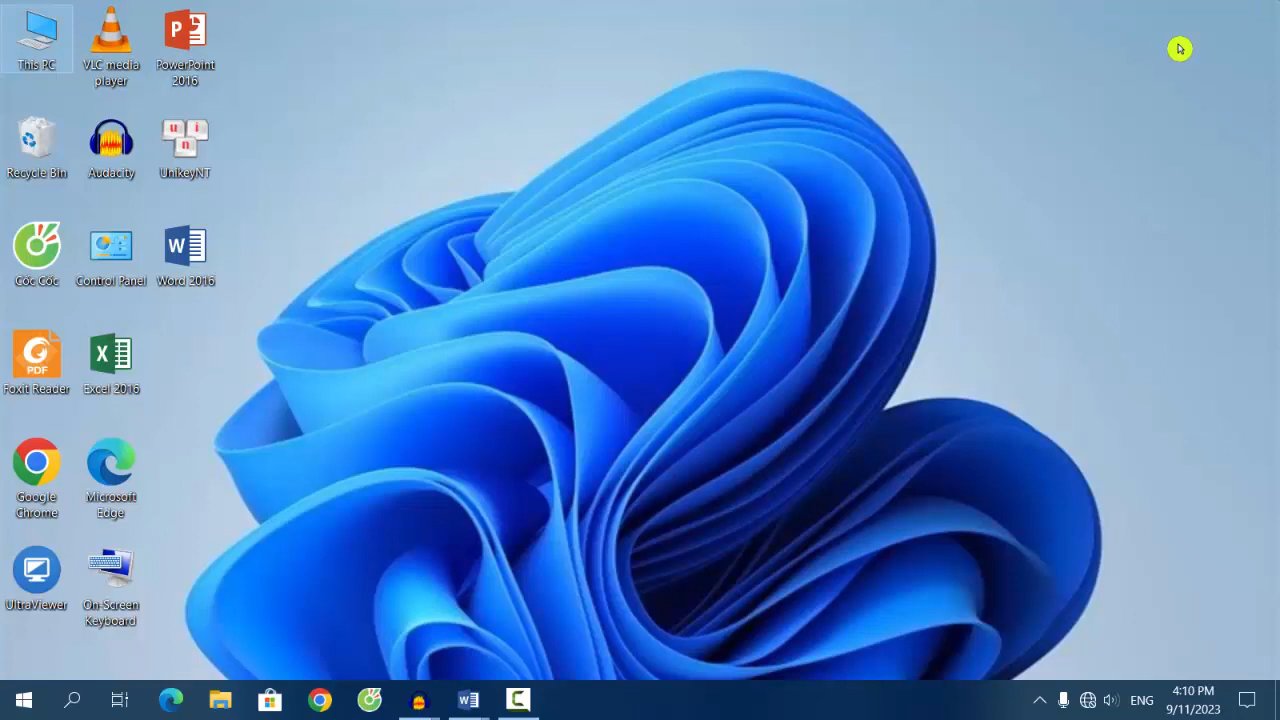 This PC
VLC media
player
PowerPoint
2016
Recycle Bin
Audacity
UnikeyNT
Cốc Cốc
Control Panel
Word 2016
Foxit Reader
Excel 2016
Google
Chrome
Microsoft
Edge
UltraViewer
On-Screen
Keyboard
ENG
4:10 PM
9/11/2023